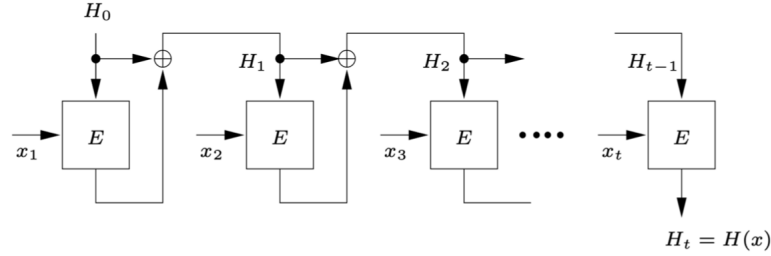 H₀
H₁
H₂
Hₜ₋₁
E
E
E
E
x₁
x₂
x₃
xₜ
Hₜ = H(x)